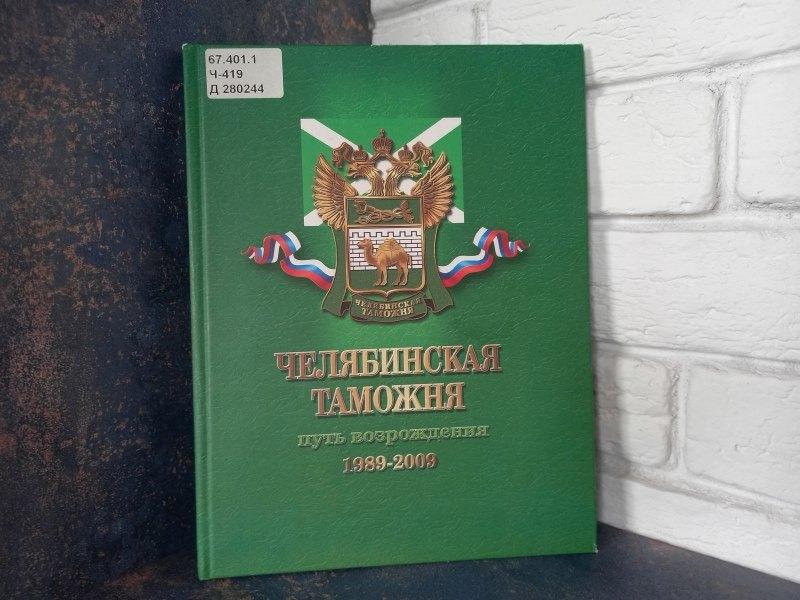 67.401.1
Ч-419
Д 280244
ЧЕЛЯБИНСКАЯ
ТАМОЖНЯ
ЧЕЛЯБИНСКАЯ
ТАМОЖНЯ
путь возрождения
1989-2009